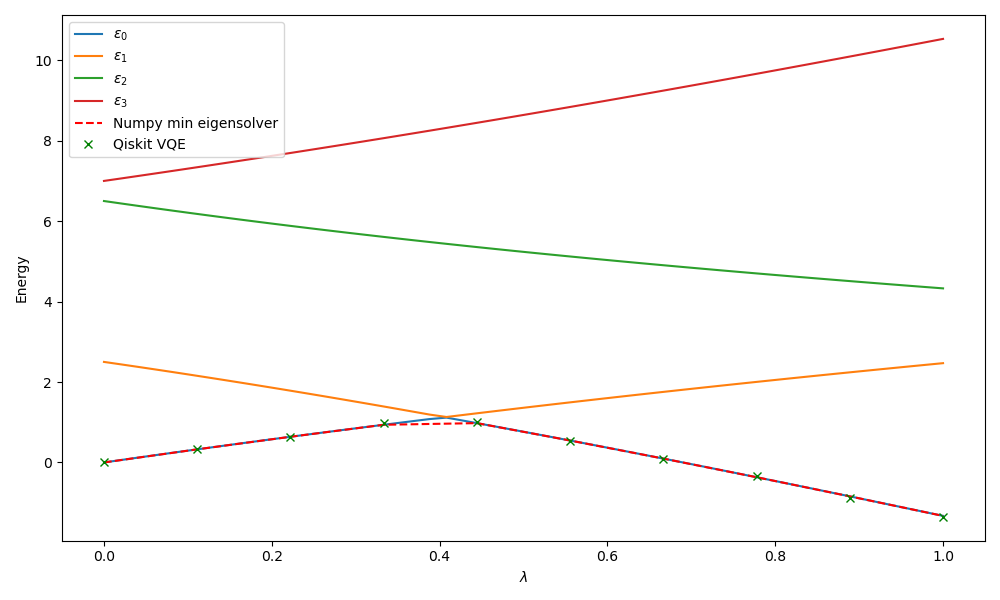 ε₀
ε₁
ε₂
ε₃
Numpy min eigensolver
Qiskit VQE
Energy
10
8
6
4
2
0
0.0 0.2 0.4 0.6 0.8 1.0
λ